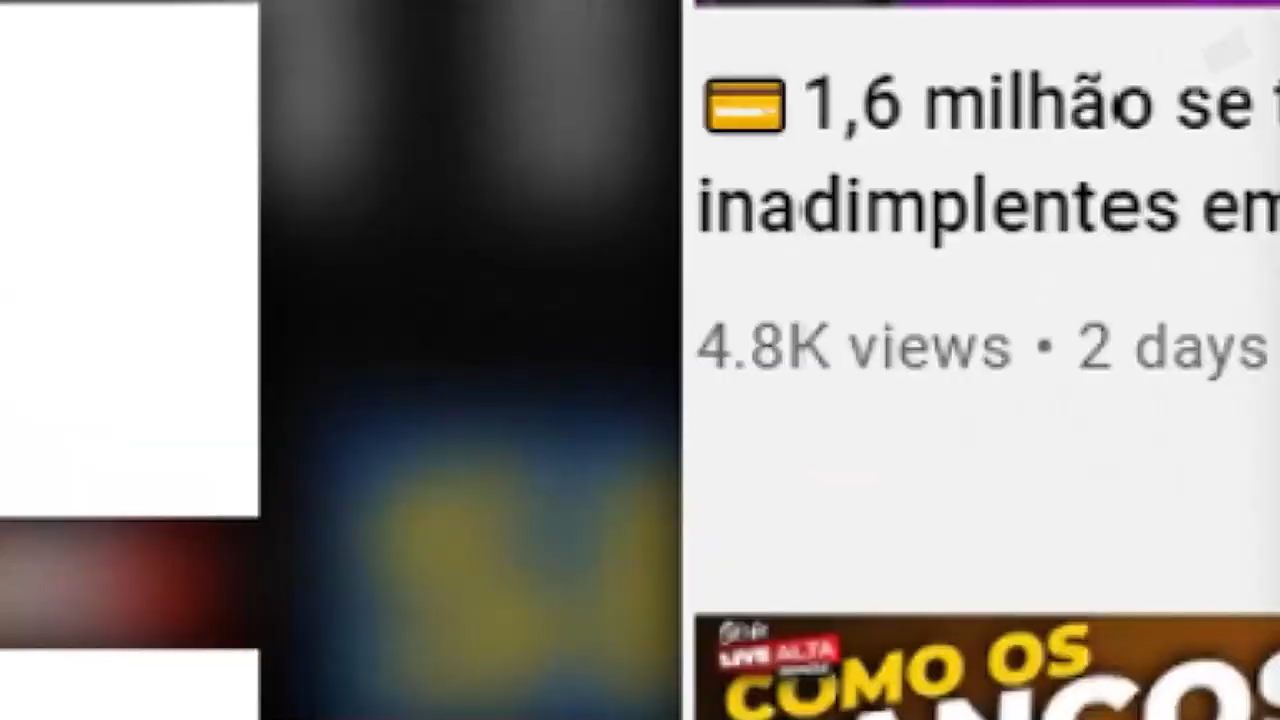 1,6 milhão se
inadimplentes em
4.8K views • 2 days
LIVE ALTA
COMO OS